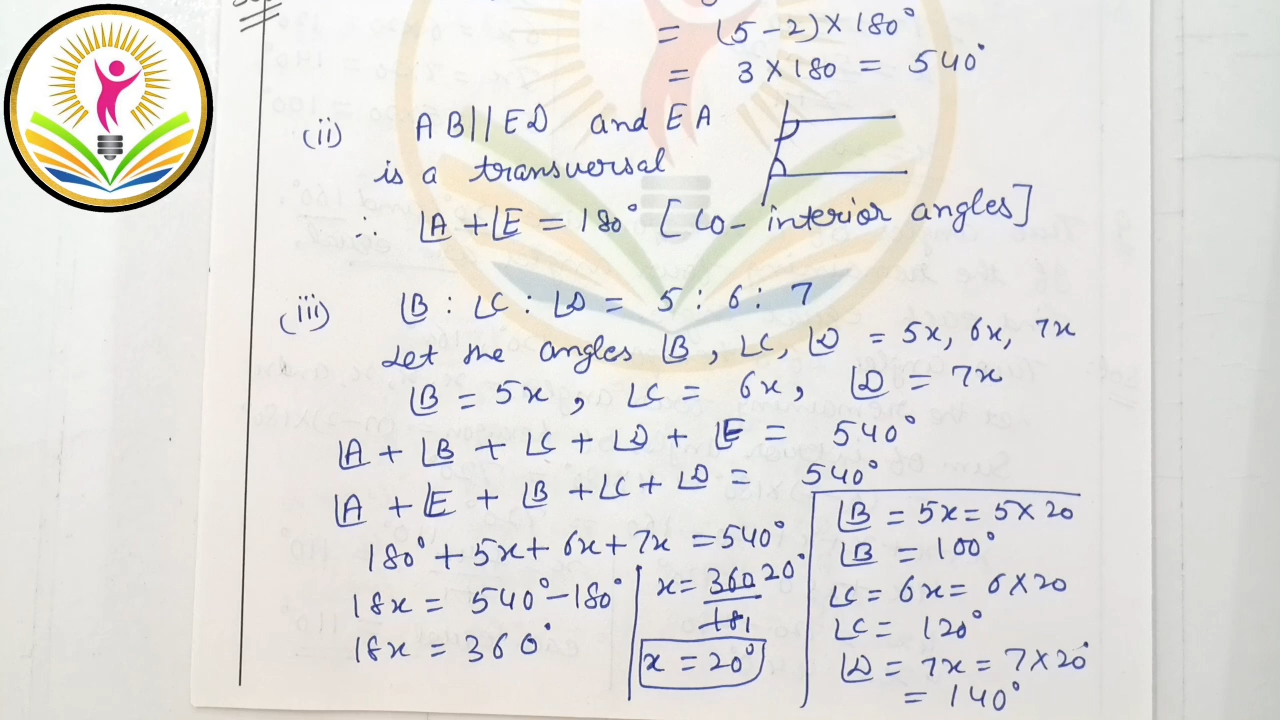 = (5-2)×180°
= 3×180 = 540°
(ii) AB||ED and EA
is a transversal
∴ ∠A+∠E = 180° [Co-interior angles]
(iii) ∠B : ∠C : ∠D = 5 : 6 : 7
Let the angles ∠B, ∠C, ∠D = 5x, 6x, 7x
∠B = 5x, ∠C = 6x, ∠D = 7x
∠A + ∠B + ∠C + ∠D + ∠E = 540°
∠A + ∠E + ∠B + ∠C + ∠D = 540°
180° + 5x + 6x + 7x = 540°
18x = 540° - 180°
18x = 360°
x = 360 20°
18 1
x = 20°
∠B = 5x = 5×20
∠B = 100°
∠C = 6x = 6×20
∠C = 120°
∠D = 7x = 7×20°
= 140°